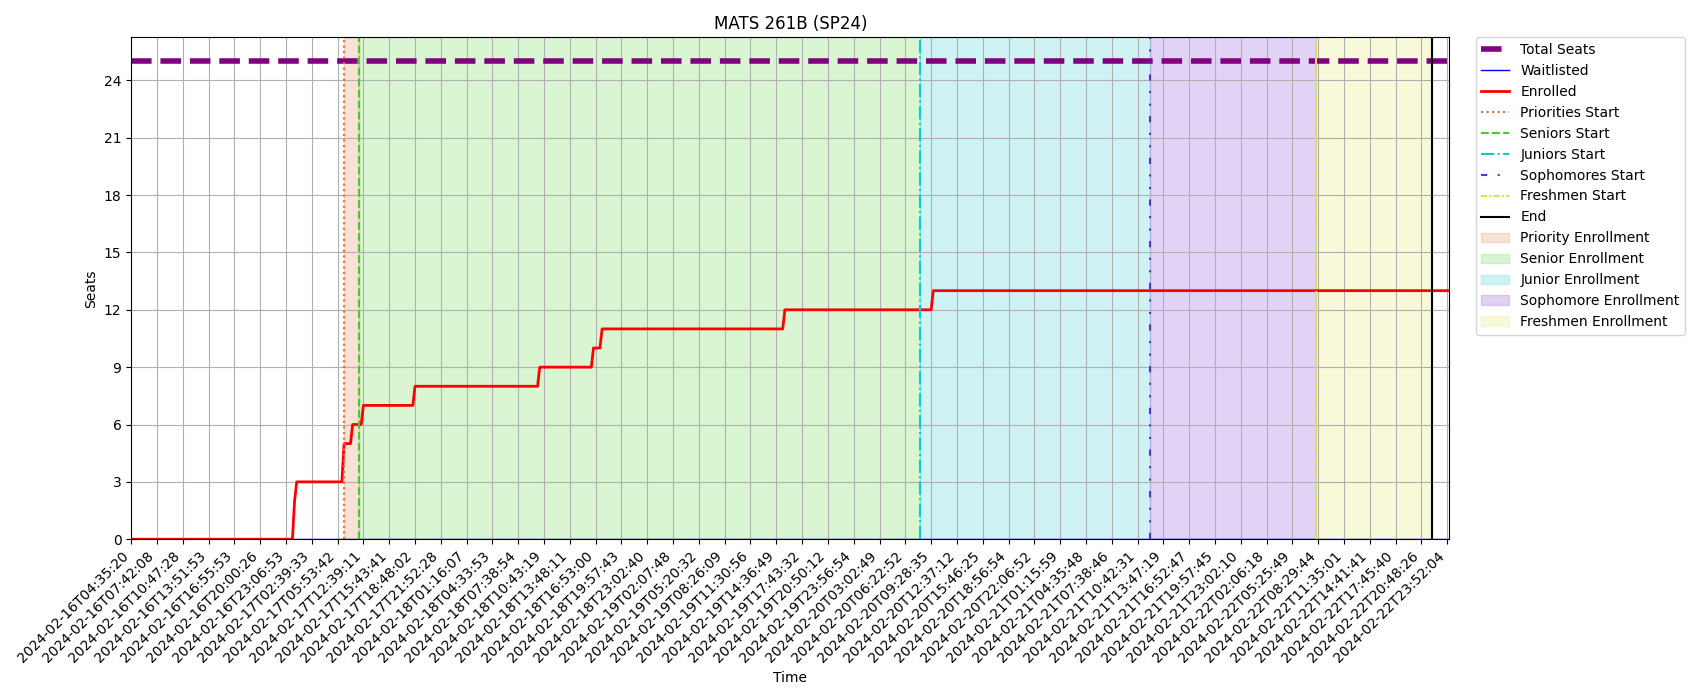 MATS 261B (SP24)
Seats
24
21
18
15
12
9
6
3
0
2024-02-16T04:35:20
2024-02-16T07:42:08
2024-02-16T10:47:28
2024-02-16T13:51:53
2024-02-16T16:55:53
2024-02-16T20:00:26
2024-02-16T23:06:53
2024-02-17T02:39:33
2024-02-17T05:53:42
2024-02-17T12:39:11
2024-02-17T15:43:41
2024-02-17T18:48:02
2024-02-17T21:52:28
2024-02-18T01:16:07
2024-02-18T04:33:53
2024-02-18T07:38:54
2024-02-18T10:43:19
2024-02-18T13:48:11
2024-02-18T16:53:00
2024-02-18T19:57:43
2024-02-18T23:02:40
2024-02-19T02:07:48
2024-02-19T05:20:32
2024-02-19T08:26:09
2024-02-19T11:30:56
2024-02-19T14:36:49
2024-02-19T17:43:32
2024-02-19T20:50:12
2024-02-19T23:56:54
2024-02-20T03:02:49
2024-02-20T06:22:52
2024-02-20T09:28:35
2024-02-20T12:37:12
2024-02-20T15:46:25
2024-02-20T18:56:54
2024-02-20T22:06:52
2024-02-21T01:15:59
2024-02-21T04:35:48
2024-02-21T07:38:46
2024-02-21T10:42:31
2024-02-21T13:47:19
2024-02-21T16:52:47
2024-02-21T19:57:45
2024-02-21T23:02:10
2024-02-22T02:06:18
2024-02-22T05:25:49
2024-02-22T08:29:44
2024-02-22T11:35:01
2024-02-22T14:41:41
2024-02-22T17:45:40
2024-02-22T20:48:26
2024-02-22T23:52:04
Time
Total Seats
Waitlisted
Enrolled
Priorities Start
Seniors Start
Juniors Start
Sophomores Start
Freshmen Start
End
Priority Enrollment
Senior Enrollment
Junior Enrollment
Sophomore Enrollment
Freshmen Enrollment